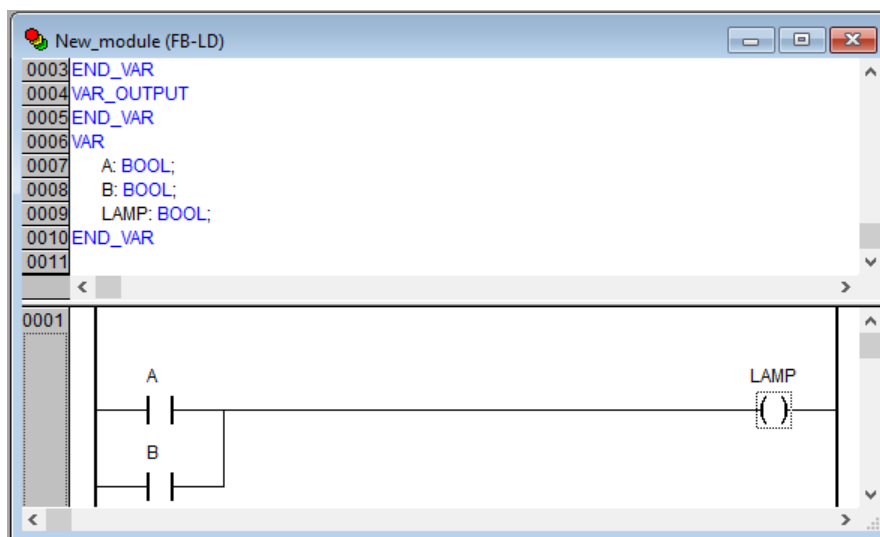 New_module (FB-LD)
0003 END_VAR
0004 VAR_OUTPUT
0005 END_VAR
0006 VAR
0007 A: BOOL;
0008 B: BOOL;
0009 LAMP: BOOL;
0010 END_VAR
0011
0001
A LAMP
B